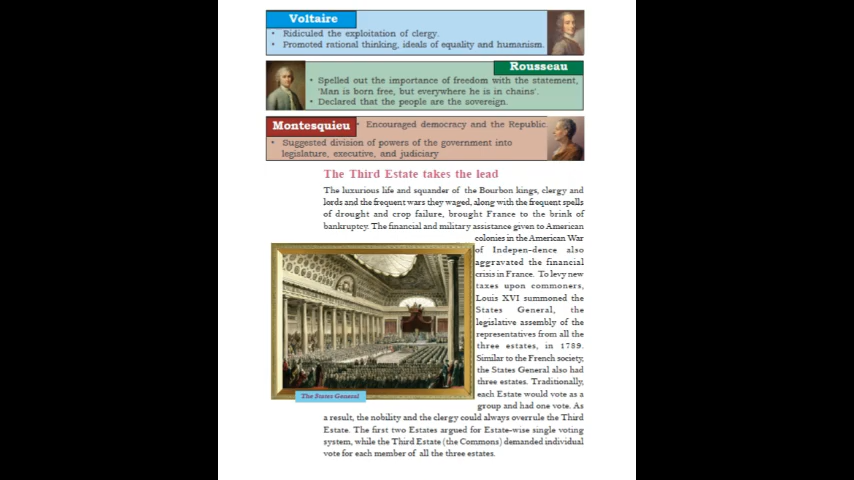 Voltaire
• Ridiculed the exploitation of clergy.
• Promoted rational thinking, ideals of equality and humanism.
Rousseau
• Spelled out the importance of freedom with the statement,
'Man is born free, but everywhere he is in chains'.
• Declared that the people are the sovereign.
Montesquieu
• Encouraged democracy and the Republic.
• Suggested division of powers of the government into
legislature, executive, and judiciary
The Third Estate takes the lead
The luxurious life and squander of the Bourbon kings, clergy and
lords and the frequent wars they waged, along with the frequent spells
of drought and crop failure, brought France to the brink of
bankruptcy. The financial and military assistance given to American
colonies in the American War
of Indepen-dence also
aggravated the financial
crisis in France. To levy new
taxes upon commoners,
Louis XVI summoned the
States General, the
legislative assembly of the
representatives from all the
three estates, in 1789.
Similar to the French society,
the States General also had
three estates. Traditionally,
each Estate would vote as a
group and had one vote. As
The States General
a result, the nobility and the clergy could always overrule the Third
Estate. The first two Estates argued for Estate-wise single voting
system, while the Third Estate (the Commons) demanded individual
vote for each member of all the three estates.